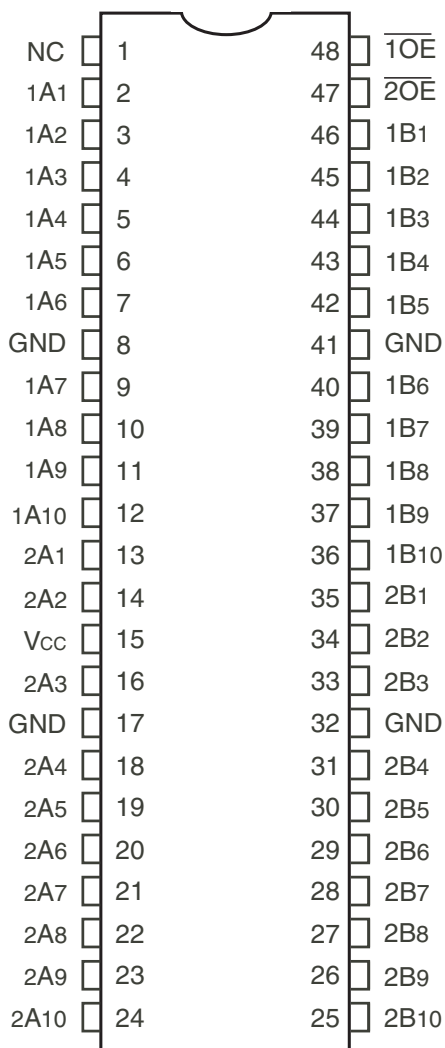 NC 1 48 1OE
1A1 2 47 2OE
1A2 3 46 1B1
1A3 4 45 1B2
1A4 5 44 1B3
1A5 6 43 1B4
1A6 7 42 1B5
GND 8 41 GND
1A7 9 40 1B6
1A8 10 39 1B7
1A9 11 38 1B8
1A10 12 37 1B9
2A1 13 36 1B10
2A2 14 35 2B1
VCC 15 34 2B2
2A3 16 33 2B3
GND 17 32 GND
2A4 18 31 2B4
2A5 19 30 2B5
2A6 20 29 2B6
2A7 21 28 2B7
2A8 22 27 2B8
2A9 23 26 2B9
2A10 24 25 2B10